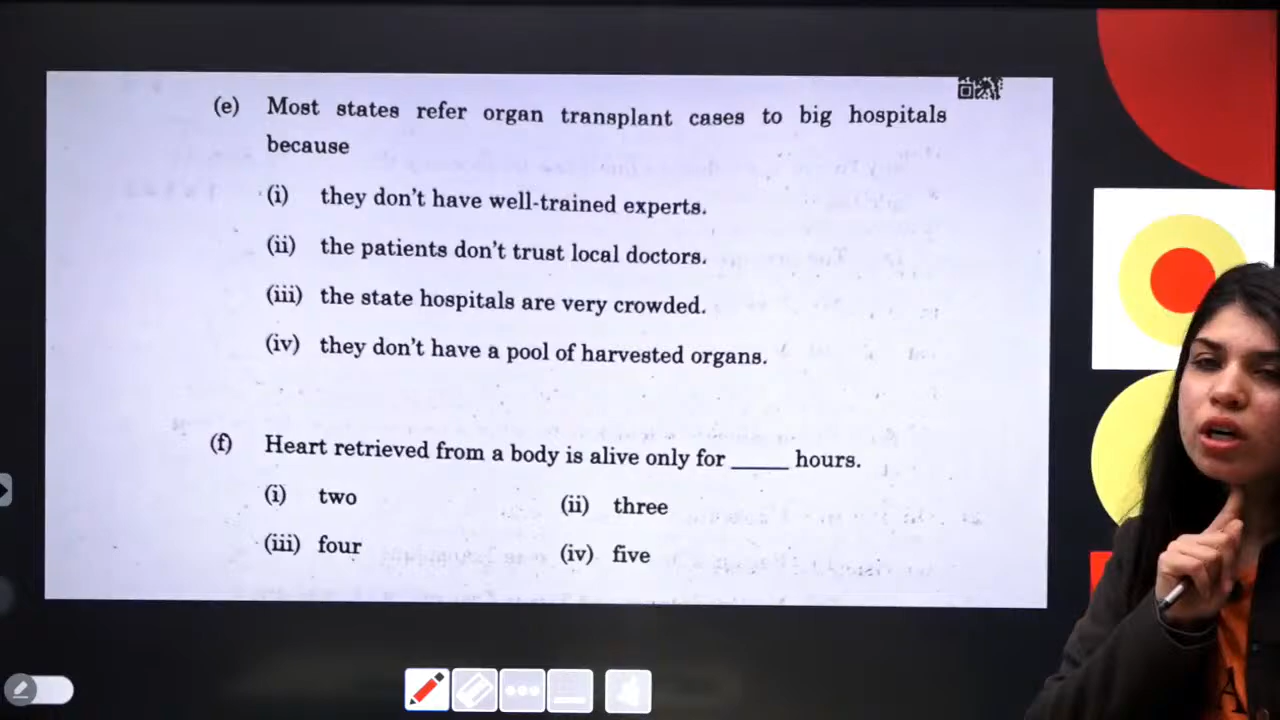 (e) Most states refer organ transplant cases to big hospitals
because
(i) they don't have well-trained experts.
(ii) the patients don't trust local doctors.
(iii) the state hospitals are very crowded.
(iv) they don't have a pool of harvested organs.
(f) Heart retrieved from a body is alive only for _____ hours.
(i) two (ii) three
(iii) four (iv) five
A